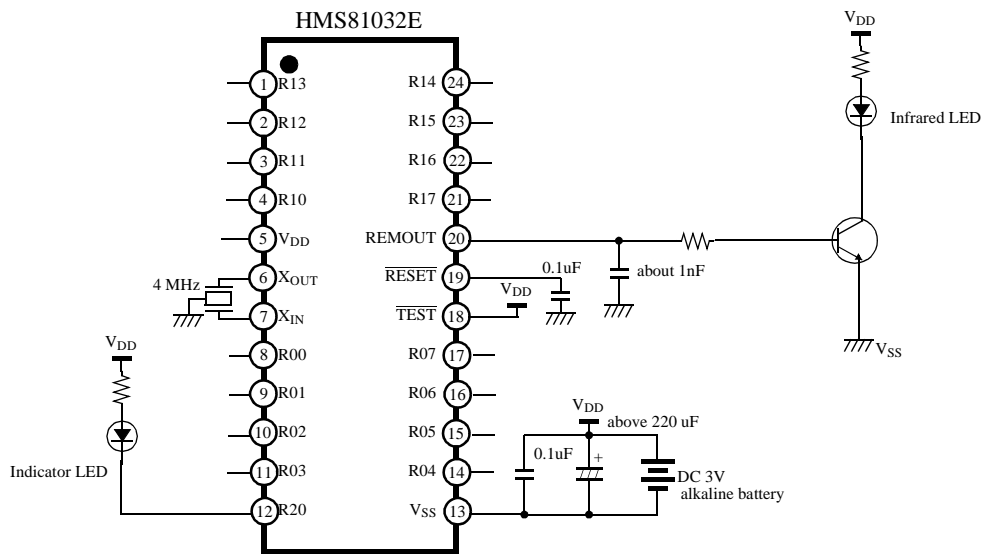 HMS81032E
1 R13
2 R12
3 R11
4 R10
5 VDD
6 XOUT
7 XIN
8 R00
9 R01
10 R02
11 R03
12 R20
R14 24
R15 23
R16 22
R17 21
REMOUT 20
RESET 19
TEST 18
R07 17
R06 16
R05 15
R04 14
VSS 13
4 MHz
VDD
Indicator LED
0.1uF
VDD
about 1nF
VDD
Infrared LED
VSS
VDD
above 220 uF
0.1uF
+
DC 3V
alkaline battery